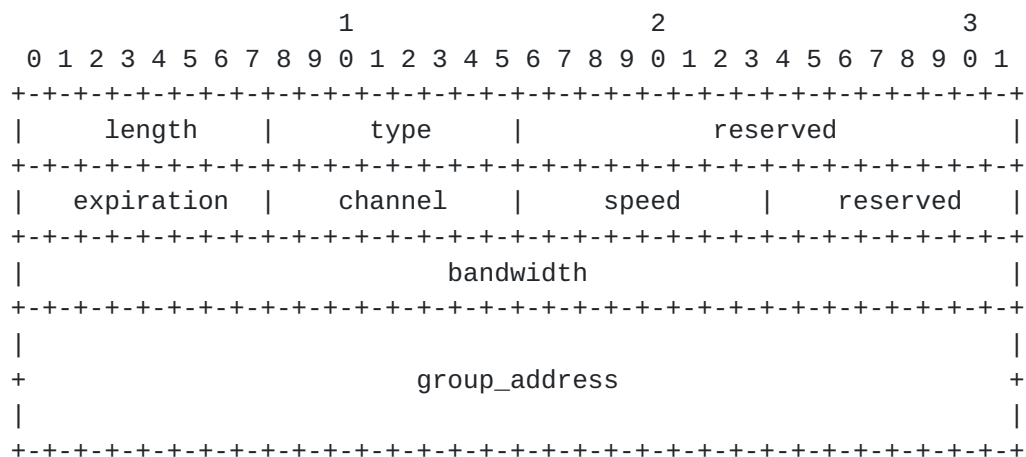 1                   2                   3
 0 1 2 3 4 5 6 7 8 9 0 1 2 3 4 5 6 7 8 9 0 1 2 3 4 5 6 7 8 9 0 1
+-+-+-+-+-+-+-+-+-+-+-+-+-+-+-+-+-+-+-+-+-+-+-+-+-+-+-+-+-+-+-+-+
|     length    |      type     |            reserved           |
+-+-+-+-+-+-+-+-+-+-+-+-+-+-+-+-+-+-+-+-+-+-+-+-+-+-+-+-+-+-+-+-+
|   expiration  |    channel    |     speed     |    reserved   |
+-+-+-+-+-+-+-+-+-+-+-+-+-+-+-+-+-+-+-+-+-+-+-+-+-+-+-+-+-+-+-+-+
|                           bandwidth                           |
+-+-+-+-+-+-+-+-+-+-+-+-+-+-+-+-+-+-+-+-+-+-+-+-+-+-+-+-+-+-+-+-+
|                                                               |
+                         group_address                         +
|                                                               |
+-+-+-+-+-+-+-+-+-+-+-+-+-+-+-+-+-+-+-+-+-+-+-+-+-+-+-+-+-+-+-+-+